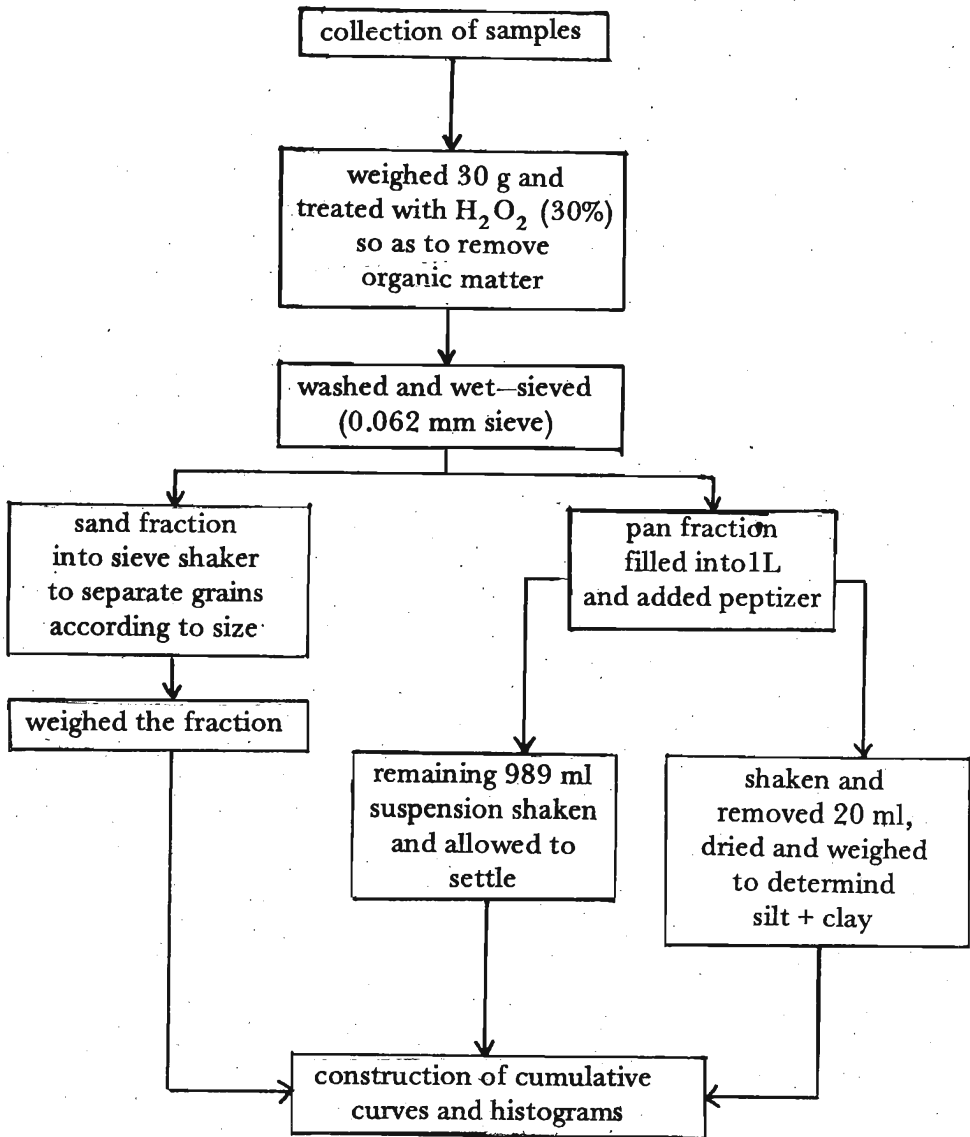 collection of samples
weighed 30 g and
treated with H₂O₂ (30%)
so as to remove
organic matter
washed and wet—sieved
(0.062 mm sieve)
sand fraction
into sieve shaker
to separate grains
according to size
weighed the fraction
pan fraction
filled into1L
and added peptizer
remaining 989 ml
suspension shaken
and allowed to
settle
shaken and
removed 20 ml,
dried and weighed
to determind
silt + clay
construction of cumulative
curves and histograms